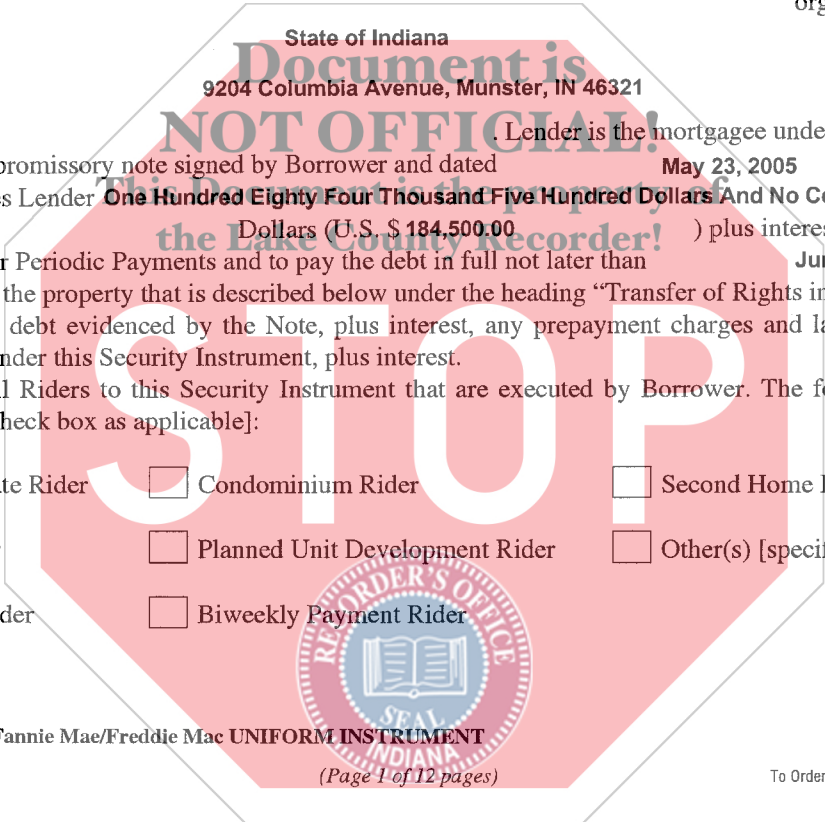 org
State of Indiana
Document is
9204 Columbia Avenue, Munster, IN 46321
NOT OFFICIAL!
. Lender is the mortgagee unde
promissory note signed by Borrower and dated May 23, 2005
This Document is the property of
s Lender One Hundred Eighty Four Thousand Five Hundred Dollars And No Ce
the Lake County Recorder!
Dollars (U.S. $ 184,500.00 ) plus interes
r Periodic Payments and to pay the debt in full not later than Jun
the property that is described below under the heading “Transfer of Rights in
debt evidenced by the Note, plus interest, any prepayment charges and la
nder this Security Instrument, plus interest.
l Riders to this Security Instrument that are executed by Borrower. The fo
heck box as applicable]:
STOP
te Rider Condominium Rider Second Home R
Planned Unit Development Rider Other(s) [specif
der Biweekly Payment Rider
RECORDER'S OFFICE
SEAL
INDIANA
Fannie Mae/Freddie Mac UNIFORM INSTRUMENT
(Page 1 of 12 pages)
To Order